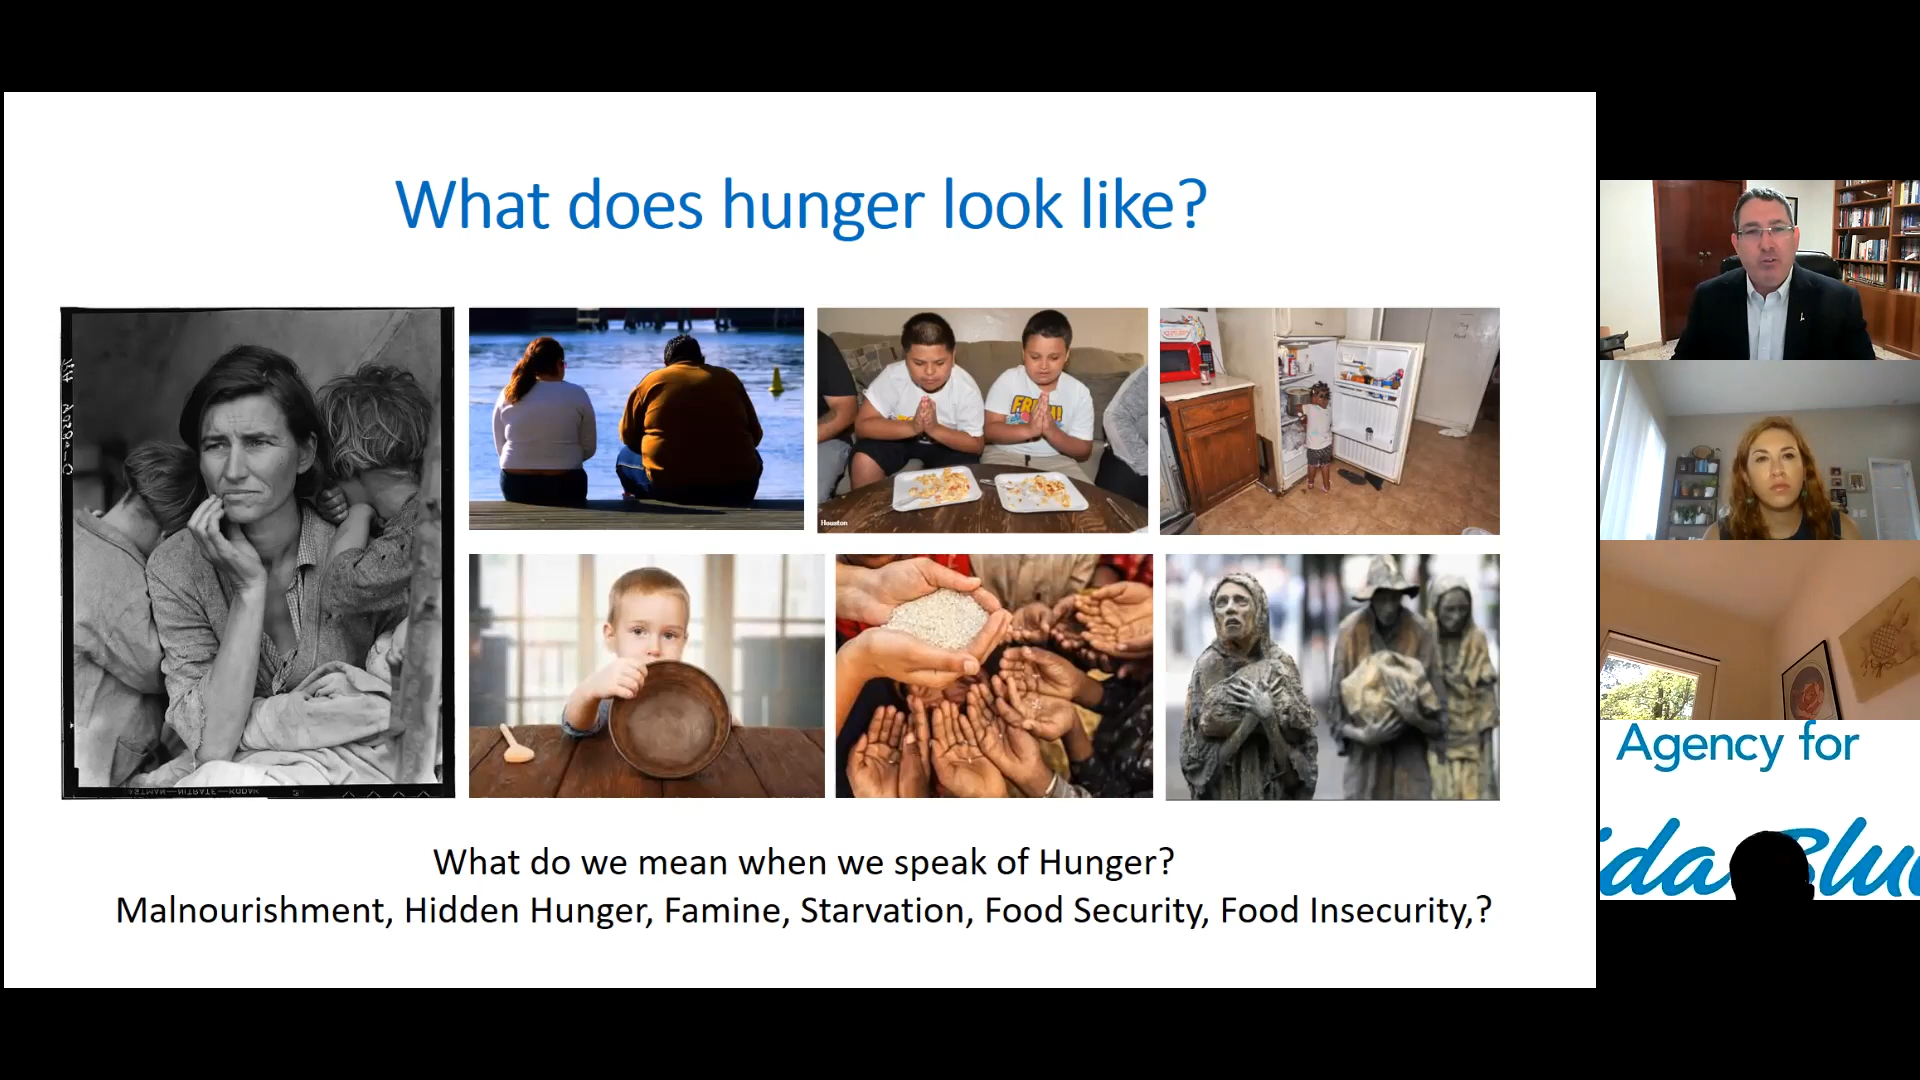 What does hunger look like?
Houston
What do we mean when we speak of Hunger?
Malnourishment, Hidden Hunger, Famine, Starvation, Food Security, Food Insecurity,?
Agency for